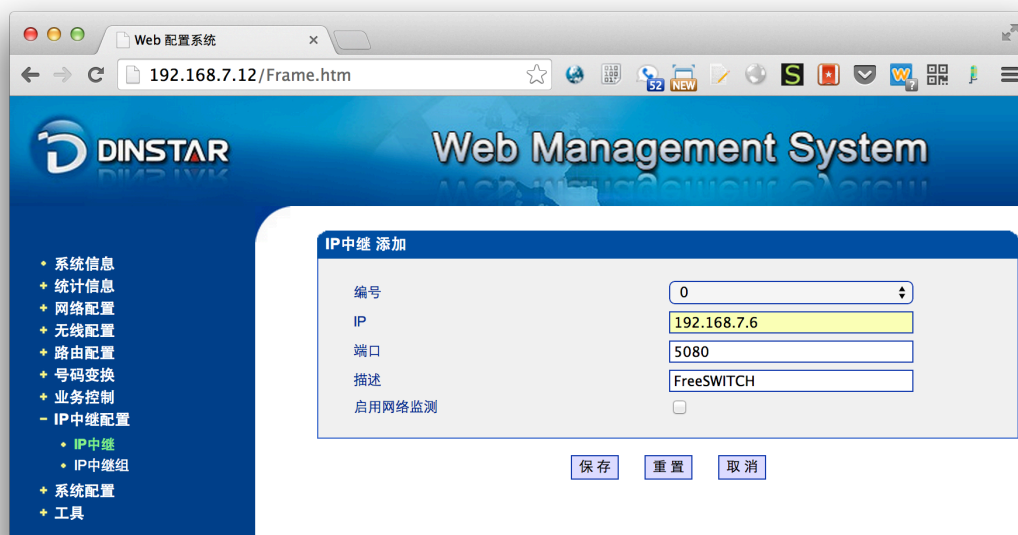 Web 配置系统
192.168.7.12/Frame.htm
52
NEW
S
W
?
DINSTAR
Web Management System
系统信息
统计信息
网络配置
无线配置
路由配置
号码变换
业务控制
IP中继配置
IP中继
IP中继组
系统配置
工具
IP中继 添加
编号
0
IP
192.168.7.6
端口
5080
描述
FreeSWITCH
启用网络监测
保存
重置
取消